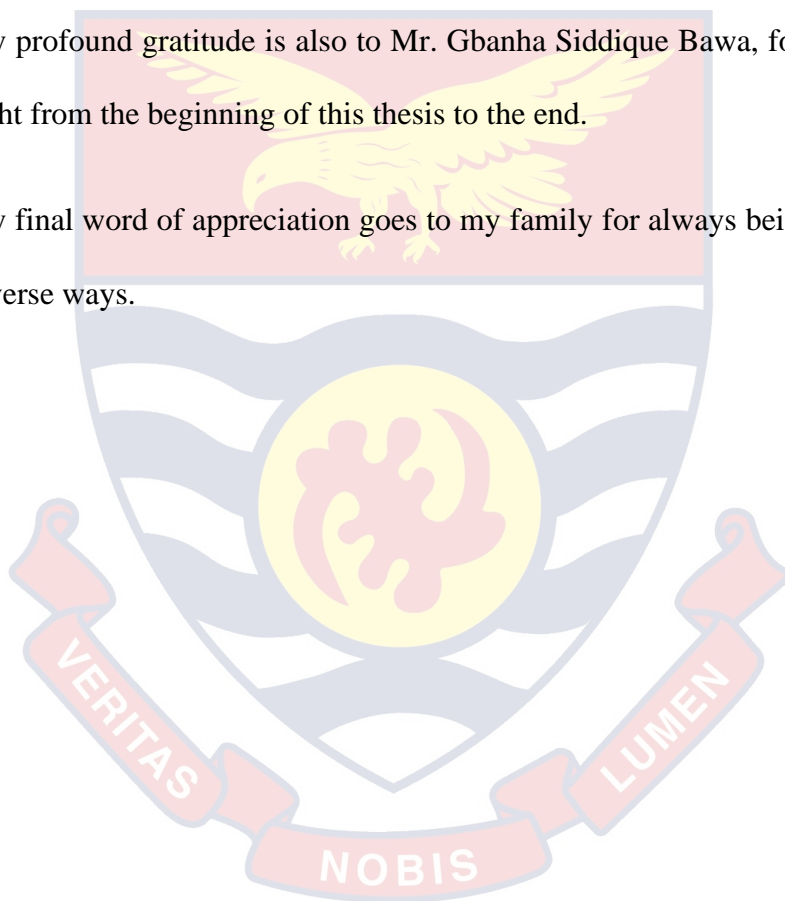 y profound gratitude is also to Mr. Gbanha Siddique Bawa, fo
ht from the beginning of this thesis to the end.
y final word of appreciation goes to my family for always bei
verse ways.
VERITAS
NOBIS
LUMEN